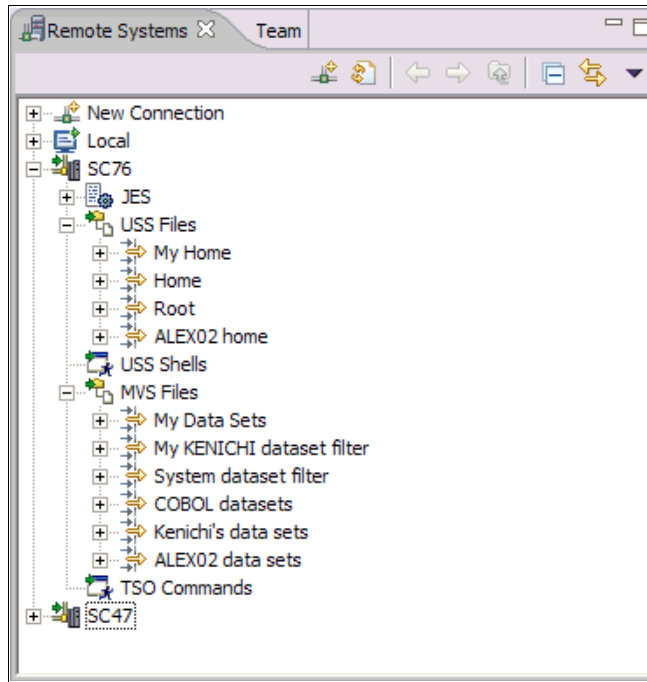 Remote Systems Team
New Connection
Local
SC76
JES
USS Files
My Home
Home
Root
ALEX02 home
USS Shells
MVS Files
My Data Sets
My KENICHI dataset filter
System dataset filter
COBOL datasets
Kenichi's data sets
ALEX02 data sets
TSO Commands
SC47